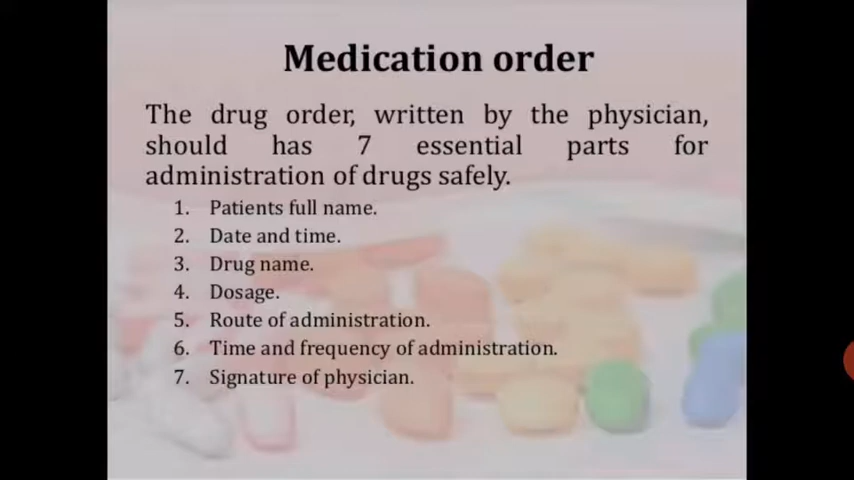 Medication order
The drug order, written by the physician,
should has 7 essential parts for
administration of drugs safely.
1. Patients full name.
2. Date and time.
3. Drug name.
4. Dosage.
5. Route of administration.
6. Time and frequency of administration.
7. Signature of physician.